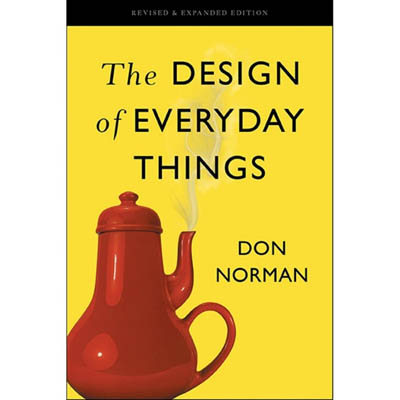 REVISED & EXPANDED EDITION
The DESIGN
of EVERYDAY
THINGS
DON
NORMAN